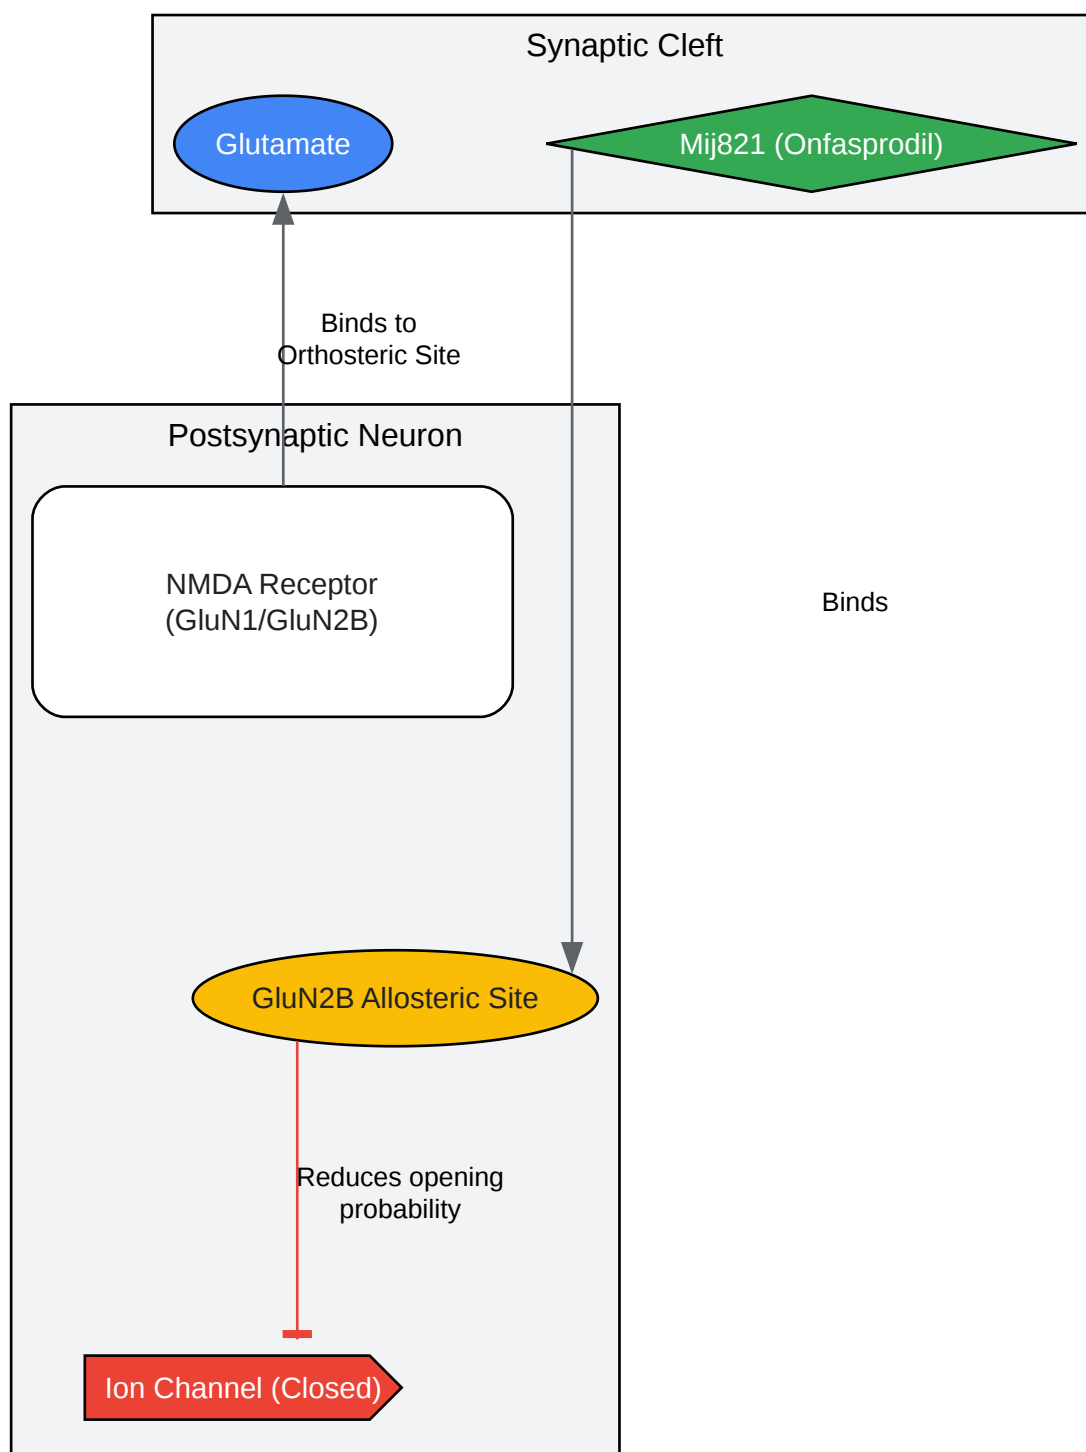 Synaptic Cleft
Glutamate
Mij821 (Onfasprodil)
Binds to
Orthosteric Site
Postsynaptic Neuron
NMDA Receptor
(GluN1/GluN2B)
Binds
GluN2B Allosteric Site
Reduces opening
probability
Ion Channel (Closed)